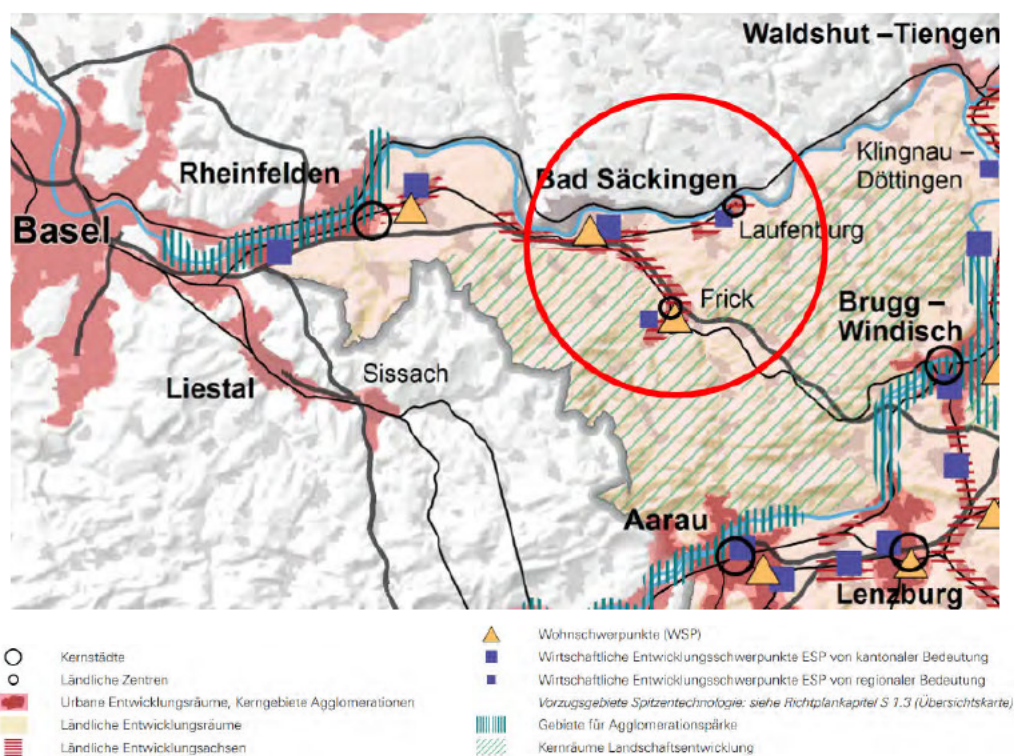 Waldshut –Tiengen
Klingnau –
Döttingen
Rheinfelden
Bad Säckingen
Basel
Laufenburg
Frick
Brugg –
Windisch
Liestal
Sissach
Aarau
Lenzburg
Kernstädte
Ländliche Zentren
Urbane Entwicklungsräume, Kerngebiete Agglomerationen
Ländliche Entwicklungsräume
Ländliche Entwicklungsachsen
Wohnschwerpunkte (WSP)
Wirtschaftliche Entwicklungsschwerpunkte ESP von kantonaler Bedeutung
Wirtschaftliche Entwicklungsschwerpunkte ESP von regionaler Bedeutung
Vorzugsgebiete Spitzentechnologie: siehe Richtplankapitel S 1.3 (Übersichtskarte)
Gebiete für Agglomerationspärke
Kernräume Landschaftsentwicklung